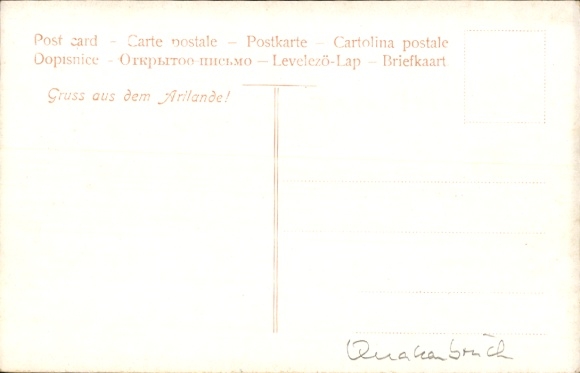 Post card – Carte postale – Postkarte – Cartolina postale
Dopisnice – Открытое письмо – Levelező-Lap – Briefkaart
Gruss aus dem Artlande!
Quakenbrück